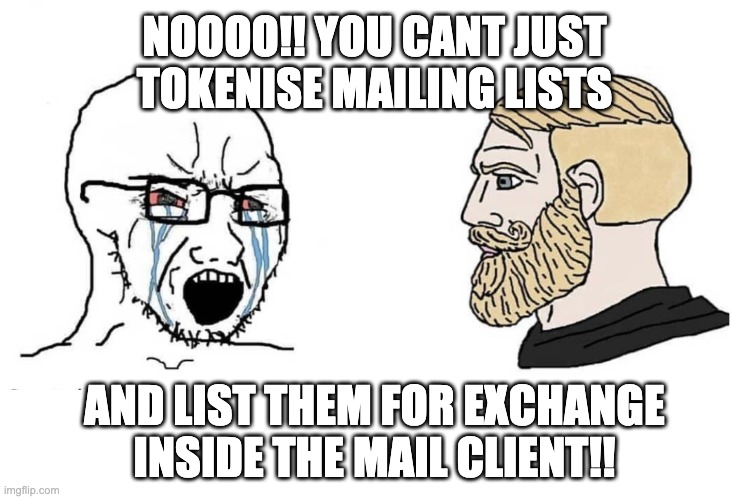 NOOOO!! YOU CANT JUST
TOKENISE MAILING LISTS
AND LIST THEM FOR EXCHANGE
INSIDE THE MAIL CLIENT!!
imgflip.com